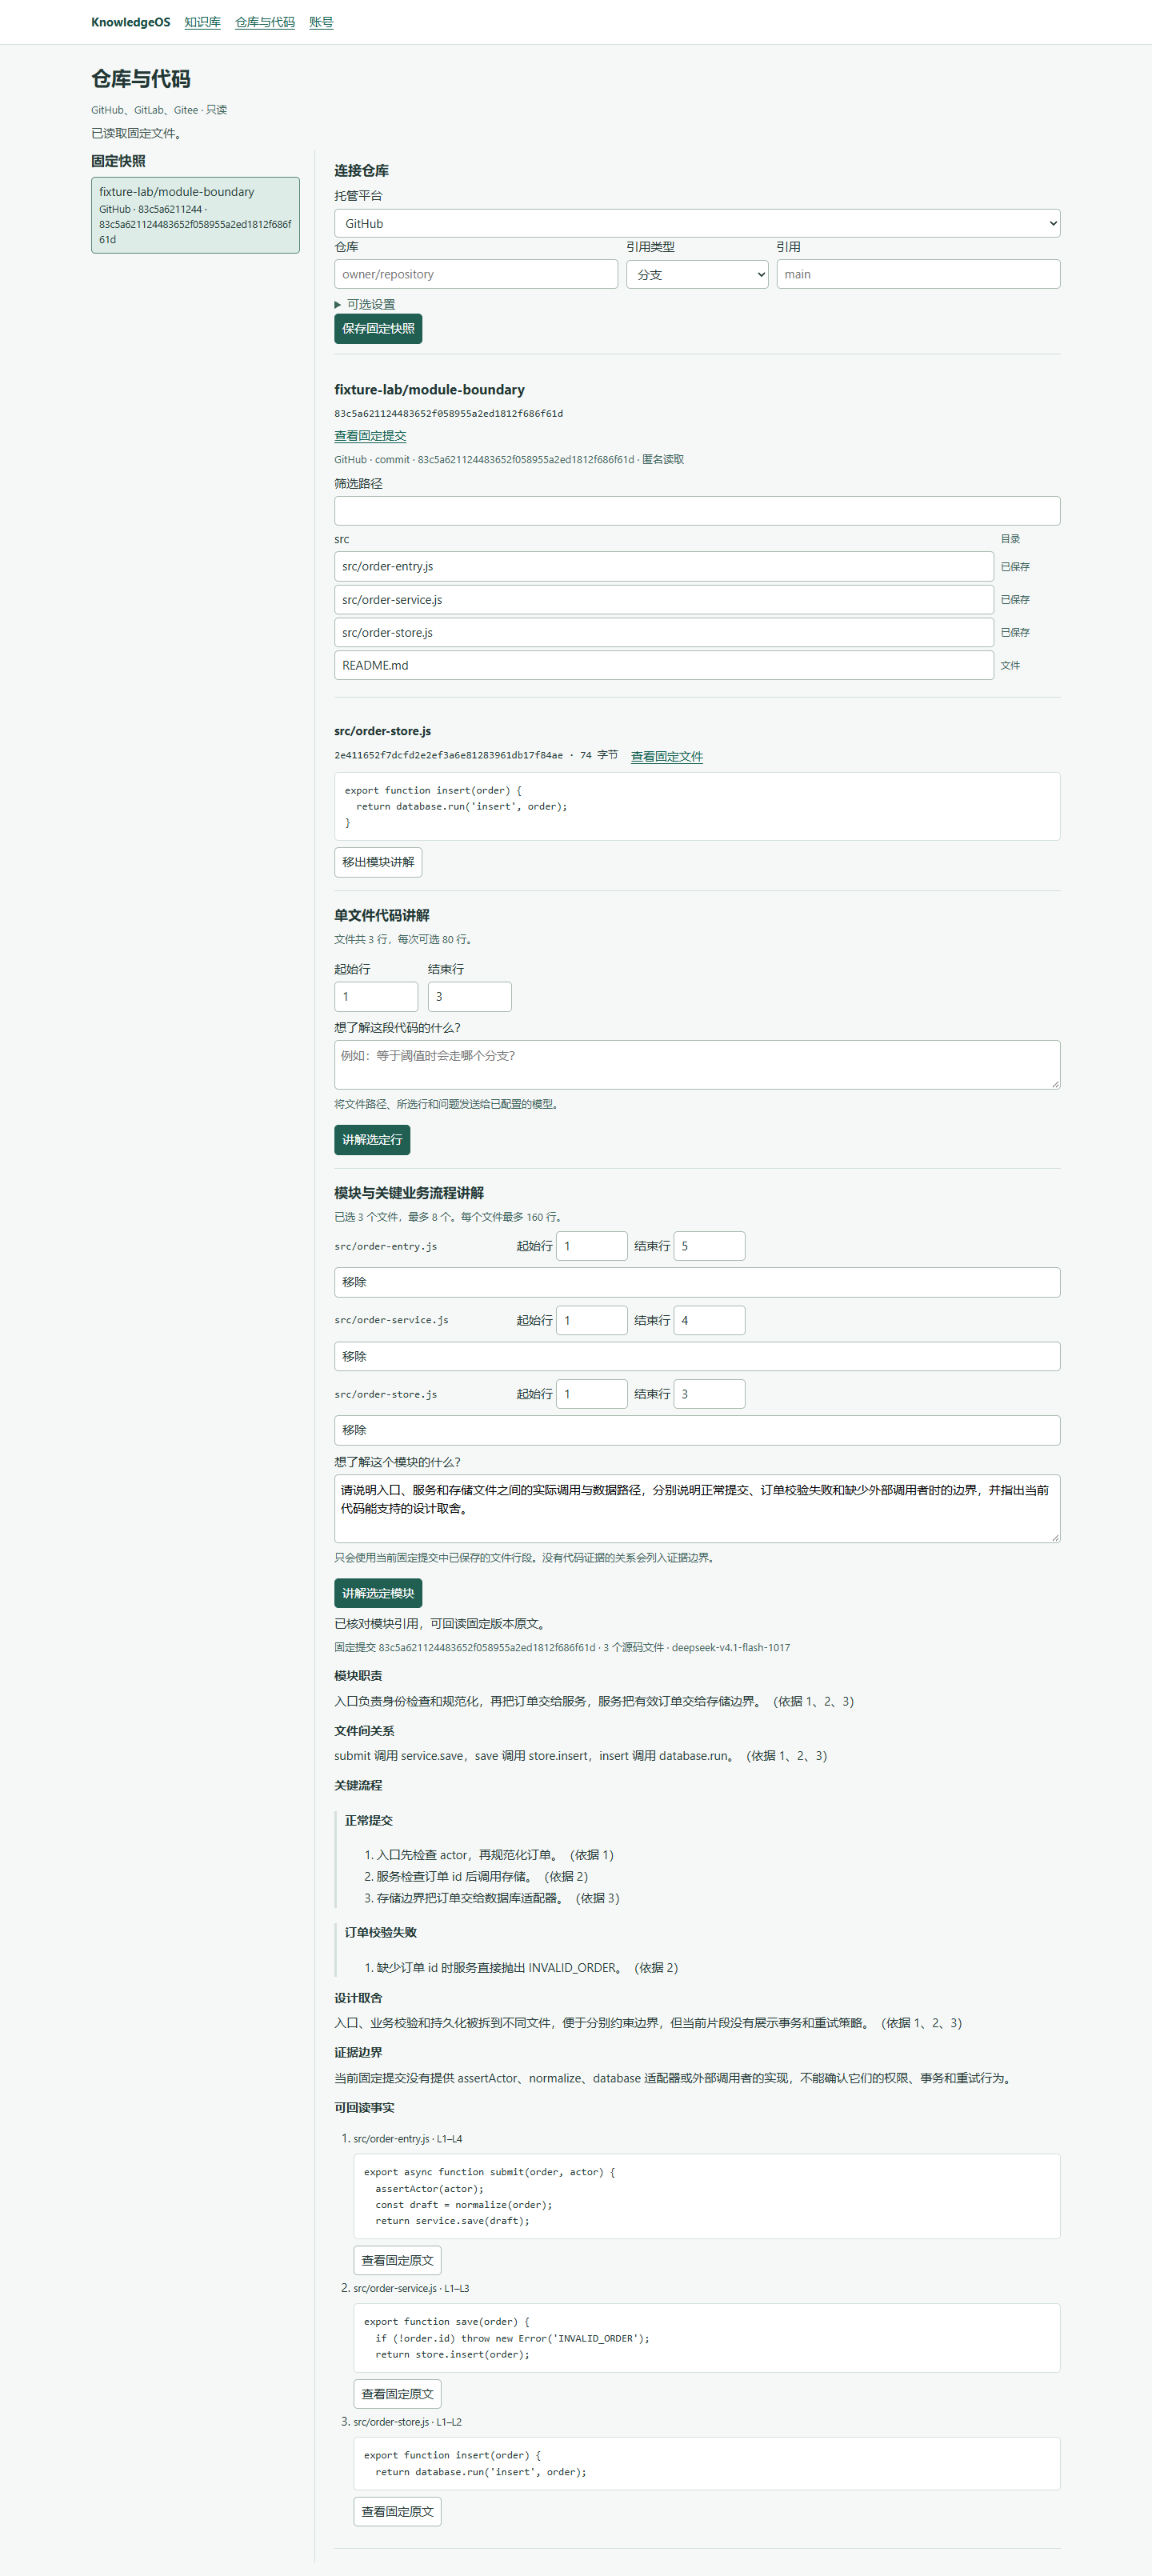 KnowledgeOS 知识库 仓库与代码 账号
仓库与代码
GitHub、GitLab、Gitee · 只读
已读取固定文件。
固定快照
fixture-lab/module-boundary
GitHub · 83c5a6211244 ·
83c5a621124483652f058955a2ed1812f686f
61d
连接仓库
托管平台
GitHub
仓库 引用类型 引用
owner/repository 分支 main
可选设置
保存固定快照
fixture-lab/module-boundary
83c5a621124483652f058955a2ed1812f686f61d
查看固定提交
GitHub · commit · 83c5a621124483652f058955a2ed1812f686f61d · 匿名读取
筛选路径
src 目录
src/order-entry.js 已保存
src/order-service.js 已保存
src/order-store.js 已保存
README.md 文件
src/order-store.js
2e411652f7dcfd2e2ef3a6e81283961db17f84ae · 74 字节 查看固定文件
export function insert(order) {
  return database.run('insert', order);
}
移出模块讲解
单文件代码讲解
文件共 3 行，每次可选 80 行。
起始行 结束行
1 3
想了解这段代码的什么？
例如：等于阈值时会走哪个分支？
将文件路径、所选行和问题发送给已配置的模型。
讲解选定行
模块与关键业务流程讲解
已选 3 个文件，最多 8 个。每个文件最多 160 行。
src/order-entry.js 起始行 1 结束行 5
移除
src/order-service.js 起始行 1 结束行 4
移除
src/order-store.js 起始行 1 结束行 3
移除
想了解这个模块的什么？
请说明入口、服务和存储文件之间的实际调用与数据路径，分别说明正常提交、订单校验失败和缺少外部调用者时的边界，并指出当前
代码能支持的设计取舍。
只会使用当前固定提交中已保存的文件行段。没有代码证据的关系会列入证据边界。
讲解选定模块
已核对模块引用，可回读固定版本原文。
固定提交 83c5a621124483652f058955a2ed1812f686f61d · 3 个源码文件 · deepseek-v4.1-flash-1017
模块职责
入口负责身份检查和规范化，再把订单交给服务，服务把有效订单交给存储边界。（依据 1、2、3）
文件间关系
submit 调用 service.save，save 调用 store.insert，insert 调用 database.run。（依据 1、2、3）
关键流程
正常提交
1. 入口先检查 actor，再规范化订单。（依据 1）
2. 服务检查订单 id 后调用存储。（依据 2）
3. 存储边界把订单交给数据库适配器。（依据 3）
订单校验失败
1. 缺少订单 id 时服务直接抛出 INVALID_ORDER。（依据 2）
设计取舍
入口、业务校验和持久化被拆到不同文件，便于分别约束边界，但当前片段没有展示事务和重试策略。（依据 1、2、3）
证据边界
当前固定提交没有提供 assertActor、normalize、database 适配器或外部调用者的实现，不能确认它们的权限、事务和重试行为。
可回读事实
1. src/order-entry.js · L1–L4
export async function submit(order, actor) {
  assertActor(actor);
  const draft = normalize(order);
  return service.save(draft);
查看固定原文
2. src/order-service.js · L1–L3
export function save(order) {
  if (!order.id) throw new Error('INVALID_ORDER');
  return store.insert(order);
查看固定原文
3. src/order-store.js · L1–L2
export function insert(order) {
  return database.run('insert', order);
查看固定原文